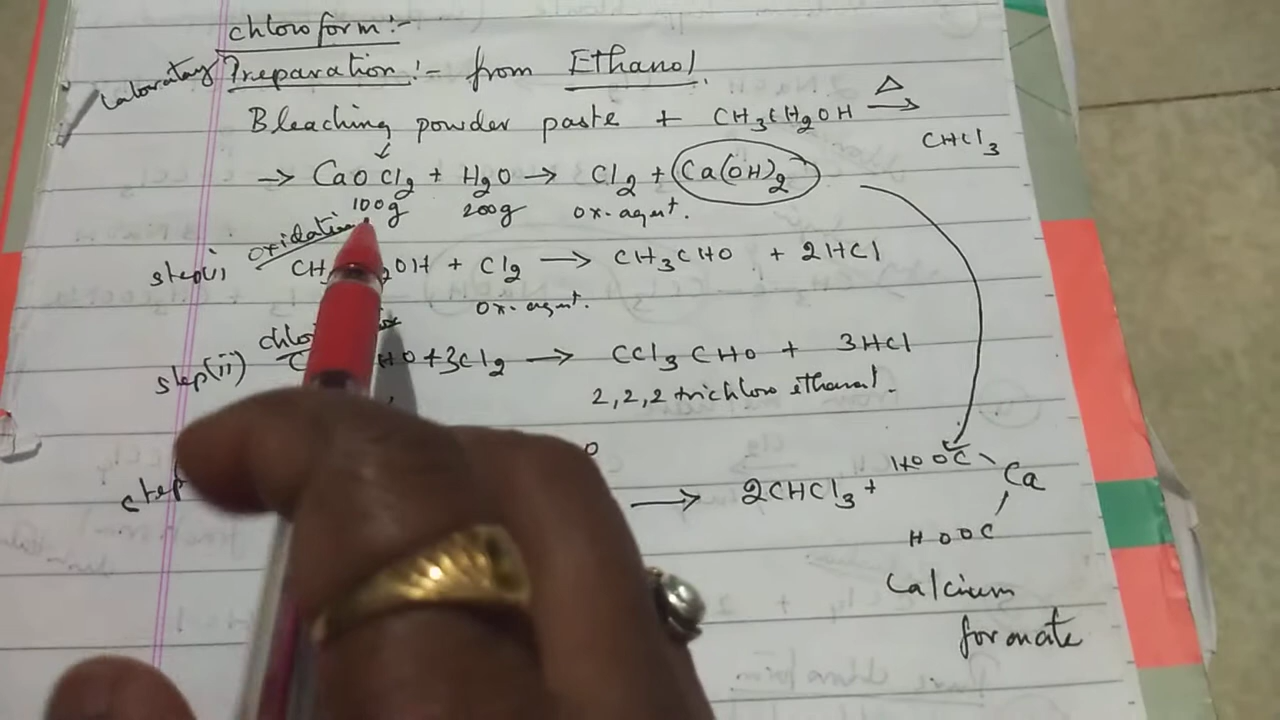 chloroform:-
Laboratory Preparation:- from Ethanol.
Bleaching powder paste + CH3CH2OH △→
CHCl3
→ CaOCl2 + H2O → Cl2 + Ca(OH)2
100g 200g ox. agent.
oxidation
step(i) CH 2OH + Cl2 → CH3CHO + 2HCl
ox. agent.
step(ii) HO + 3Cl2 → CCl3CHO + 3HCl
2,2,2 trichloro ethanal.
step → 2CHCl3 + HOOC
Ca
HOOC
Calcium
formate